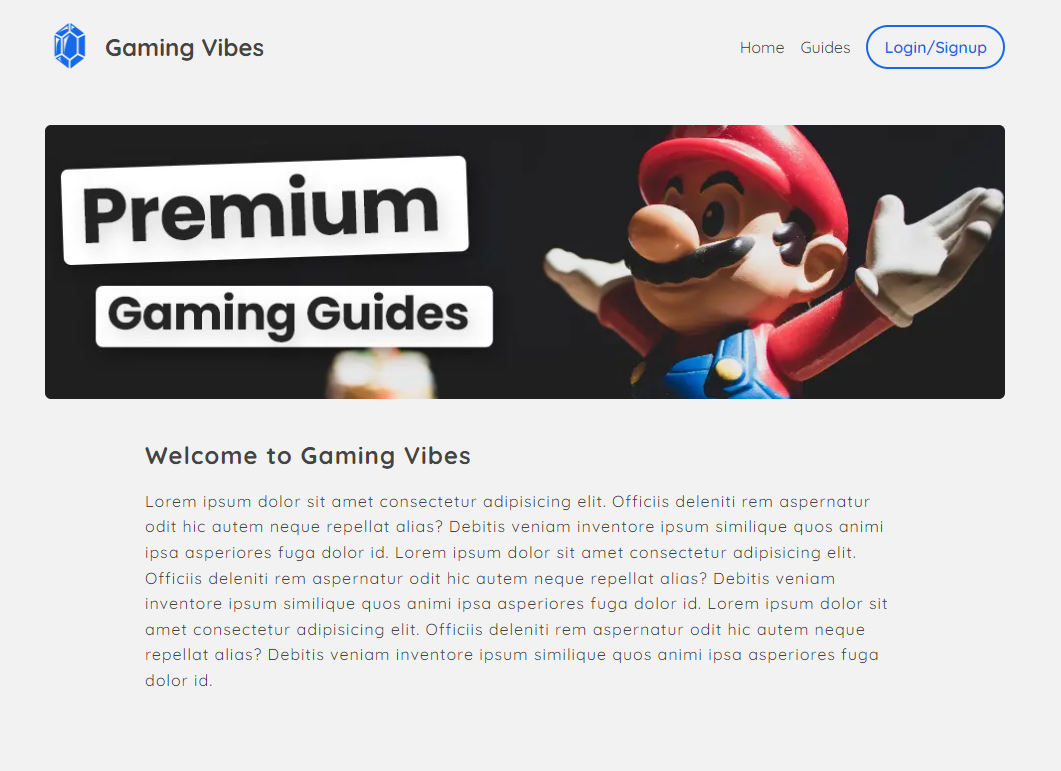 Gaming Vibes
Home Guides Login/Signup
Premium
Gaming Guides
Welcome to Gaming Vibes
Lorem ipsum dolor sit amet consectetur adipisicing elit. Officiis deleniti rem aspernatur
odit hic autem neque repellat alias? Debitis veniam inventore ipsum similique quos animi
ipsa asperiores fuga dolor id. Lorem ipsum dolor sit amet consectetur adipisicing elit.
Officiis deleniti rem aspernatur odit hic autem neque repellat alias? Debitis veniam
inventore ipsum similique quos animi ipsa asperiores fuga dolor id. Lorem ipsum dolor sit
amet consectetur adipisicing elit. Officiis deleniti rem aspernatur odit hic autem neque
repellat alias? Debitis veniam inventore ipsum similique quos animi ipsa asperiores fuga
dolor id.